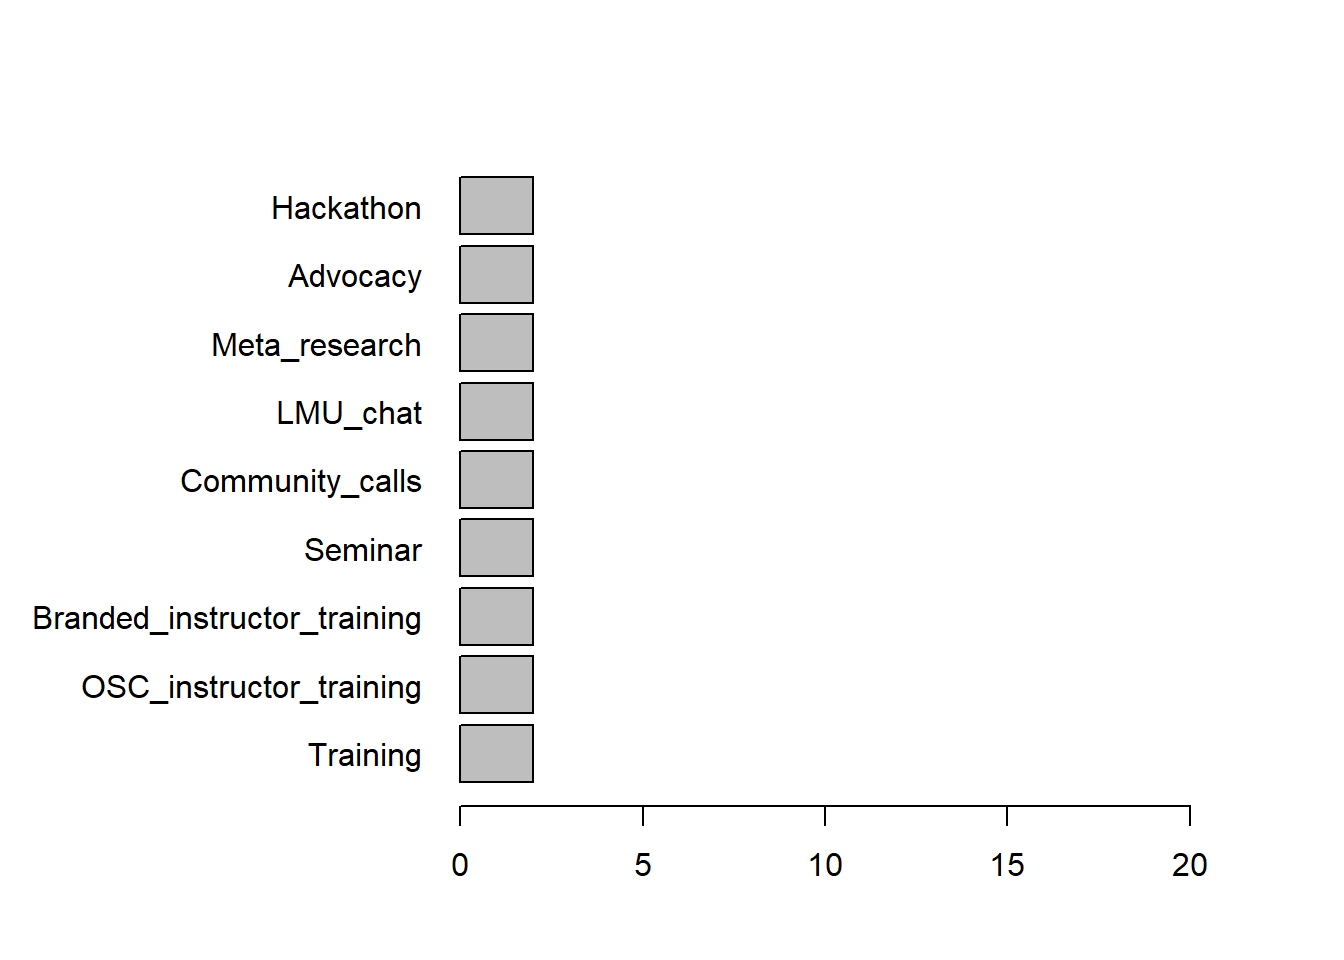 Hackathon
Advocacy
Meta_research
LMU_chat
Community_calls
Seminar
Branded_instructor_training
OSC_instructor_training
Training
0 5 10 15 20